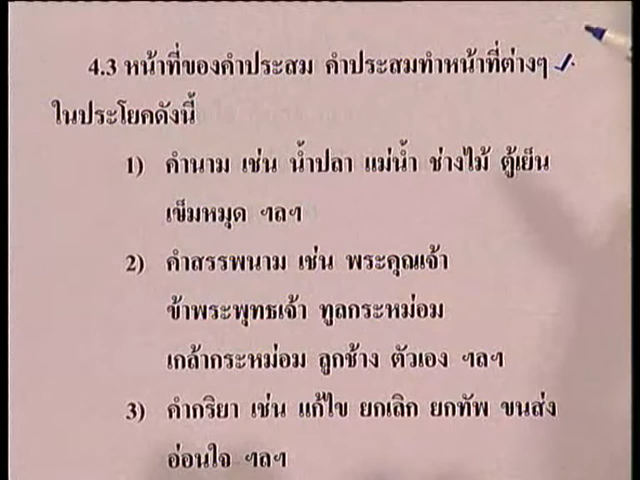 4.3 หน้าที่ของคำประสม คำประสมทำหน้าที่ต่างๆ
ในประโยคดังนี้
1) คำนาม เช่น น้ำปลา แม่น้ำ ช่างไม้ ตู้เย็น
เข็มหมุด ฯลฯ
2) คำสรรพนาม เช่น พระคุณเจ้า
ข้าพระพุทธเจ้า ทูลกระหม่อม
เกล้ากระหม่อม ลูกช้าง ตัวเอง ฯลฯ
3) คำกริยา เช่น แก้ไข ยกเลิก ยกทัพ ขนส่ง
อ่อนใจ ฯลฯ